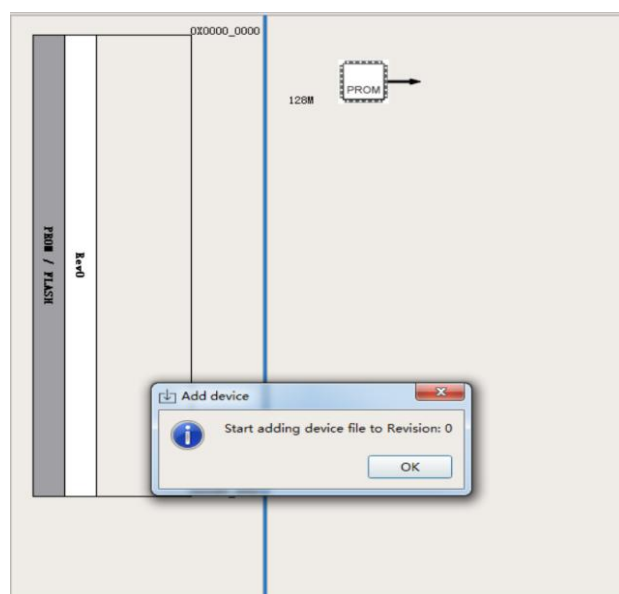 0X0000_0000
PROM
128M
PROM / FLASH
Rev0
Add device
Start adding device file to Revision: 0
OK